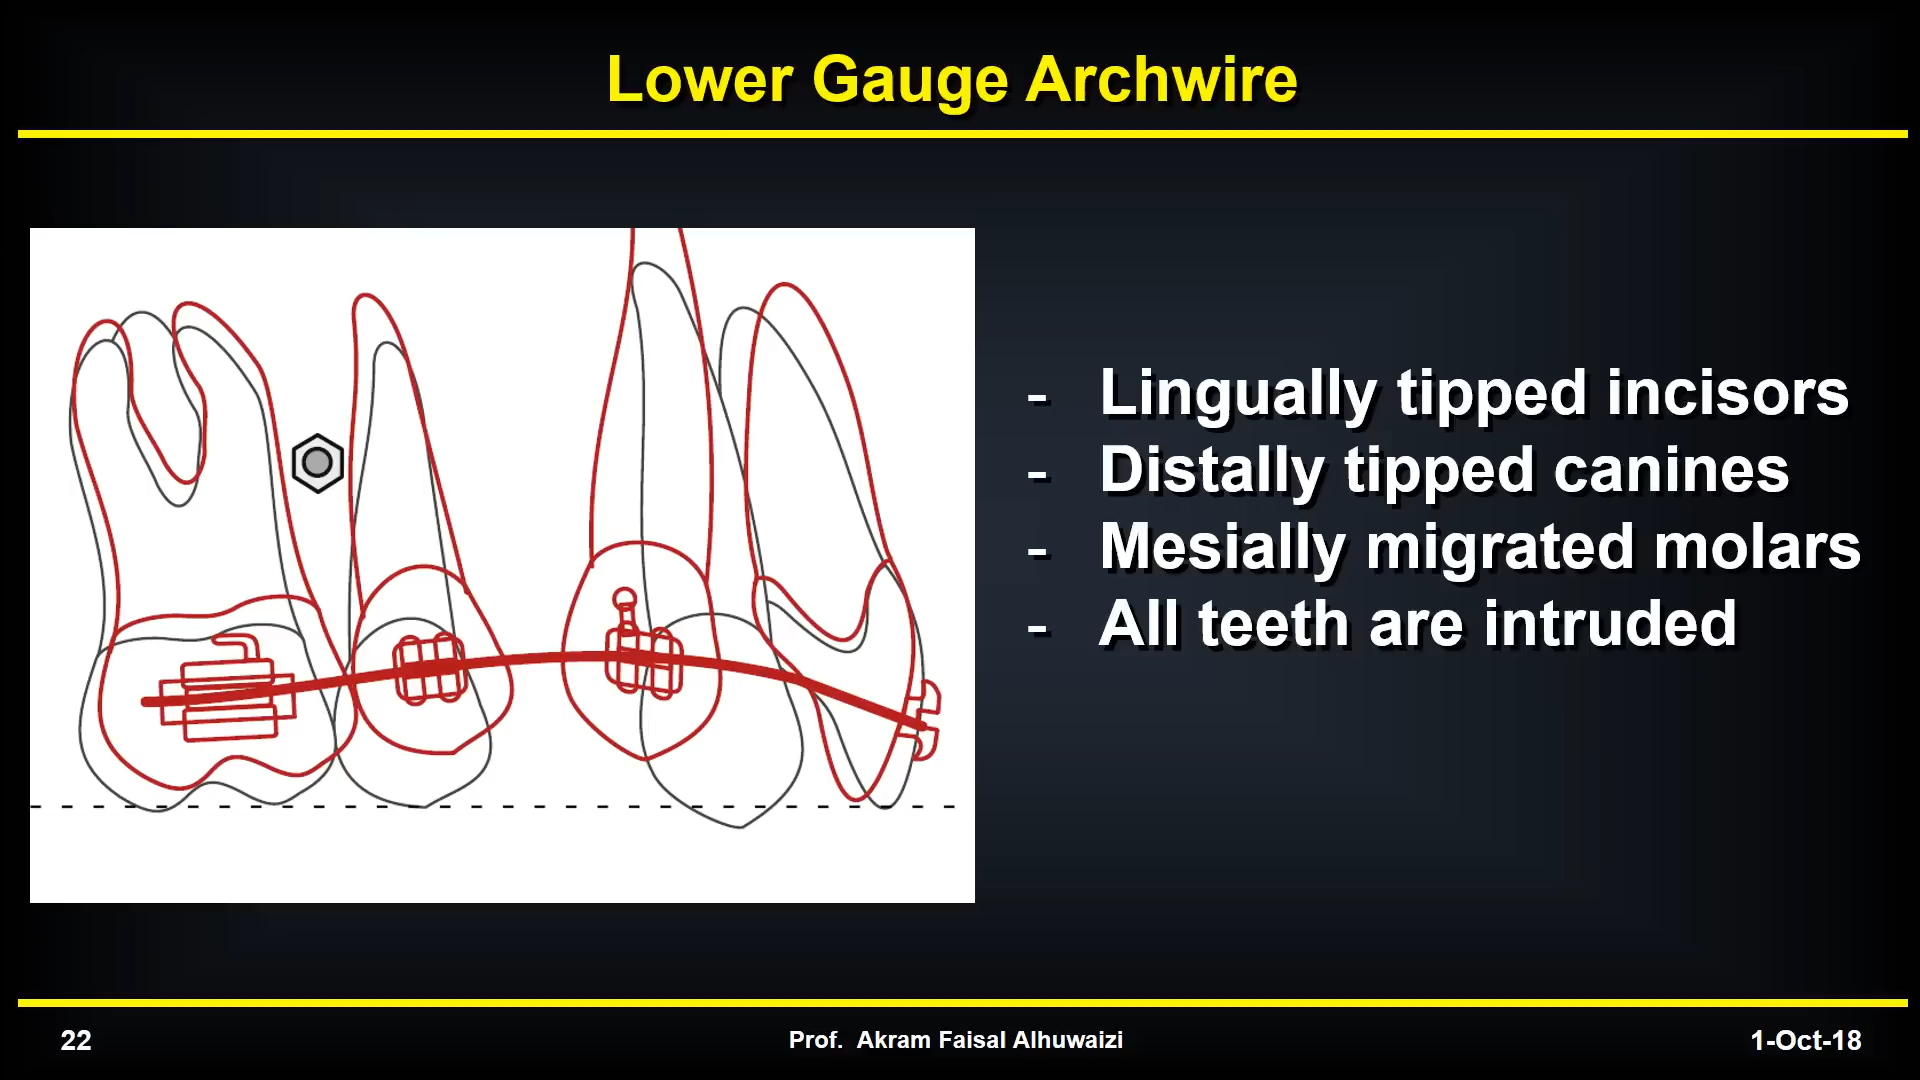 Lower Gauge Archwire
- Lingually tipped incisors
- Distally tipped canines
- Mesially migrated molars
- All teeth are intruded
22
Prof. Akram Faisal Alhuwaizi
1-Oct-18